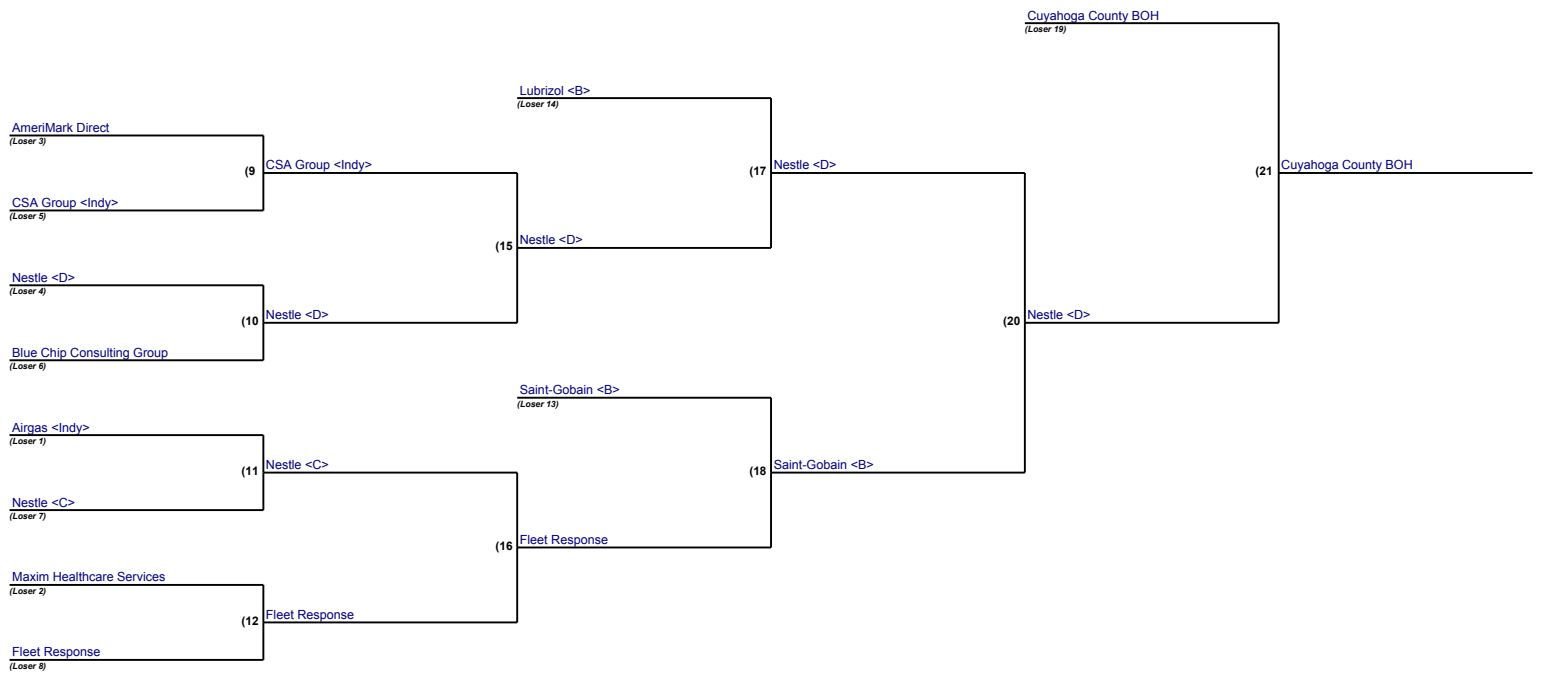 Cuyahoga County BOH
(Loser 19)
Lubrizol <B>
(Loser 14)
AmeriMark Direct
(Loser 3)
(9
CSA Group <Indy>
(17
Nestle <D>
(21
Cuyahoga County BOH
CSA Group <Indy>
(Loser 5)
(15
Nestle <D>
Nestle <D>
(Loser 4)
(10
Nestle <D>
(20
Nestle <D>
Blue Chip Consulting Group
(Loser 6)
Saint-Gobain <B>
(Loser 13)
Airgas <Indy>
(Loser 1)
(11
Nestle <C>
(18
Saint-Gobain <B>
Nestle <C>
(Loser 7)
(16
Fleet Response
Maxim Healthcare Services
(Loser 2)
(12
Fleet Response
Fleet Response
(Loser 8)